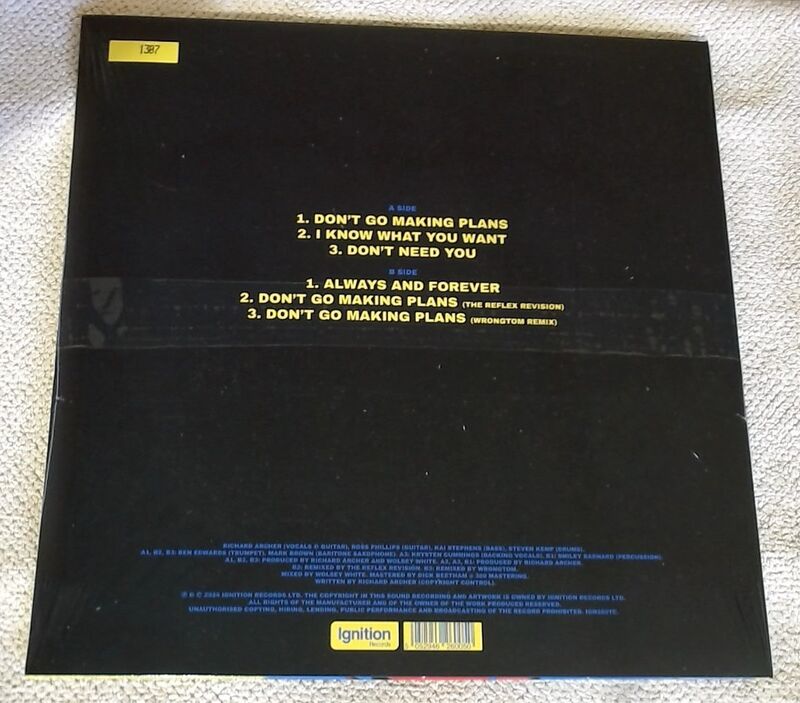 1307
A SIDE
1. DON'T GO MAKING PLANS
2. I KNOW WHAT YOU WANT
3. DON'T NEED YOU
B SIDE
1. ALWAYS AND FOREVER
2. DON'T GO MAKING PLANS (THE REFLEX REVISION)
3. DON'T GO MAKING PLANS (WRONGTOM REMIX)
RICHARD ARCHER (VOCALS & GUITAR), ROSS PHILLIPS (GUITAR), KAI STEPHENS (BASS), STEVEN KEMP (DRUMS).
A1, B2, B3: BEN EDWARDS (TRUMPET), MARK BROWN (BARITONE SAXOPHONE). A3: KRYSTEN CUMMINGS (BACKING VOCALS). B1: SMILEY BARNARD (PERCUSSION).
A1, B2, B3: PRODUCED BY RICHARD ARCHER AND WOLSEY WHITE. A2, A3, B1: PRODUCED BY RICHARD ARCHER.
B2: REMIXED BY THE REFLEX REVISION. B3: REMIXED BY WRONGTOM.
MIXED BY WOLSEY WHITE. MASTERED BY DICK BEETHAM @ 360 MASTERING.
WRITTEN BY RICHARD ARCHER (COPYRIGHT CONTROL).
℗ & © 2024 IGNITION RECORDS LTD. THE COPYRIGHT IN THIS SOUND RECORDING AND ARTWORK IS OWNED BY IGNITION RECORDS LTD.
ALL RIGHTS OF THE MANUFACTURER AND OF THE OWNER OF THE WORK PRODUCED RESERVED.
UNAUTHORISED COPYING, HIRING, LENDING, PUBLIC PERFORMANCE AND BROADCASTING OF THE RECORD PROHIBITED.
Ignition
Records
5 052946 260050